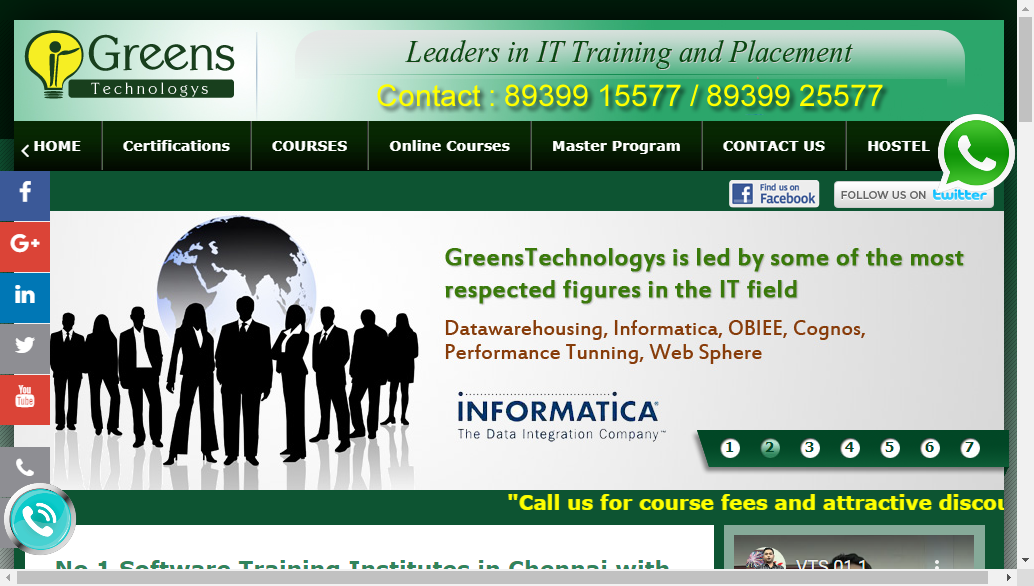 Greens
Technologys
Leaders in IT Training and Placement
Contact : 89399 15577 / 89399 25577
HOME
Certifications
COURSES
Online Courses
Master Program
CONTACT US
HOSTEL
Find us on
Facebook
FOLLOW US ON twitter
f
G+
in
You
Tube
GreensTechnologys is led by some of the most
respected figures in the IT field
Datawarehousing, Informatica, OBIEE, Cognos,
Performance Tunning, Web Sphere
INFORMATICA®
The Data Integration Company™
1 2 3 4 5 6 7
"Call us for course fees and attractive discou
No 1 Software Training Institutes in Chennai with
VTS 01 1